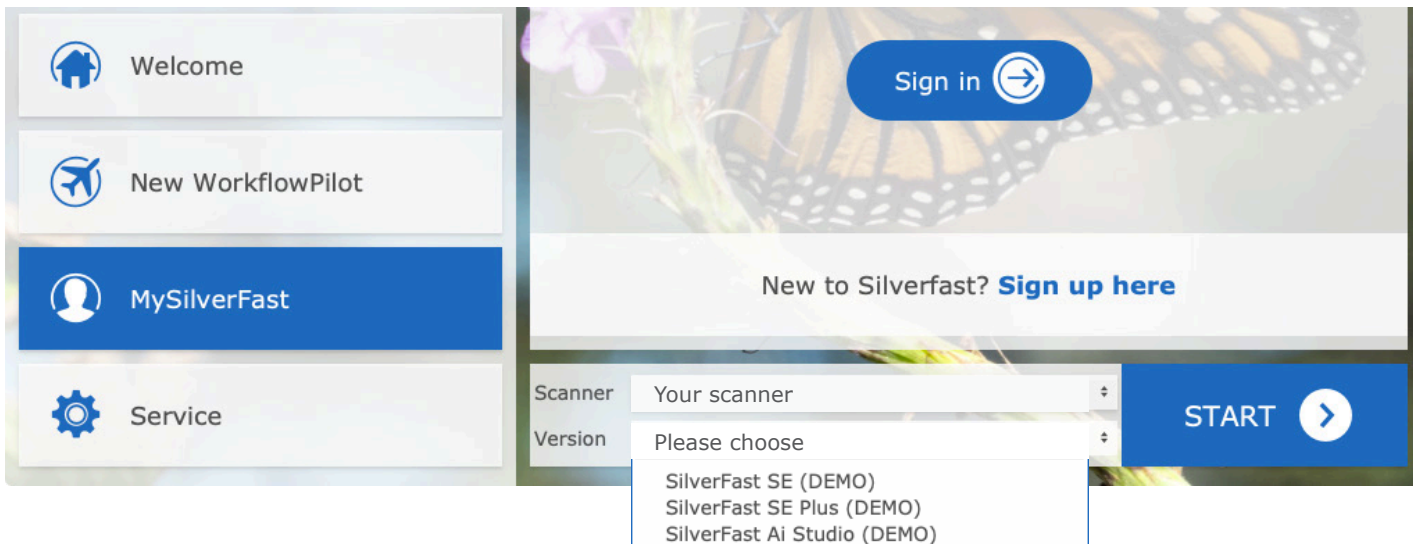 Welcome
New WorkflowPilot
MySilverFast
Service
Sign in
New to Silverfast? Sign up here
Scanner Your scanner
Version Please choose
START
SilverFast SE (DEMO)
SilverFast SE Plus (DEMO)
SilverFast Ai Studio (DEMO)